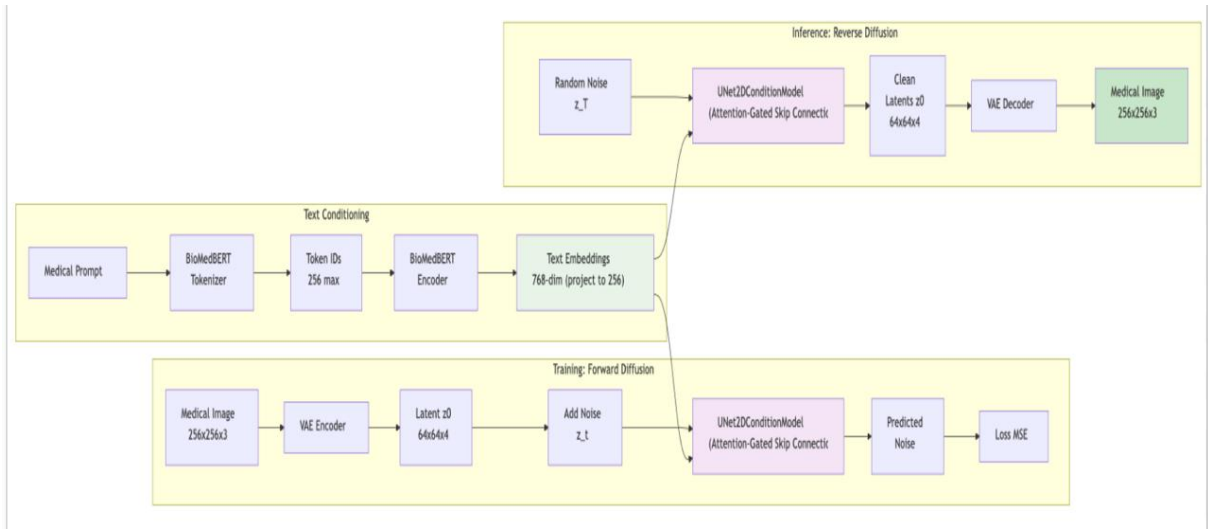 Inference: Reverse Diffusion
Random Noise
z_T
UNet2DConditionModel
(Attention-Gated Skip Connectic
Clean
Latents z0
64x64x4
VAE Decoder
Medical Image
256x256x3
Text Conditioning
Medical Prompt
BioMedBERT
Tokenizer
Token IDs
256 max
BioMedBERT
Encoder
Text Embeddings
768-dim (project to 256)
Training: Forward Diffusion
Medical Image
256x256x3
VAE Encoder
Latent z0
64x64x4
Add Noise
z_t
UNet2DConditionModel
(Attention-Gated Skip Connectic
Predicted
Noise
Loss MSE